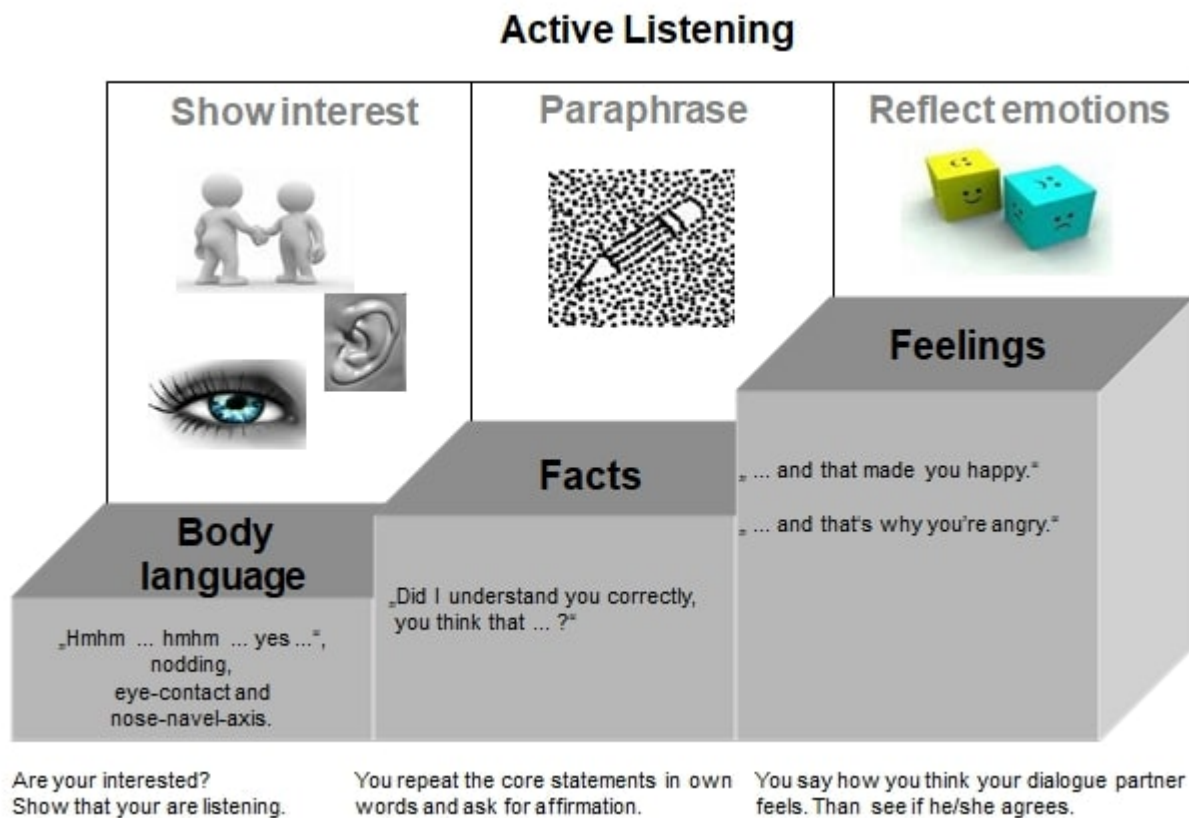 Active Listening
Show interest
Paraphrase
Reflect emotions
Body
language
„Hmhm ... hmhm ... yes ...“,
nodding,
eye-contact and
nose-navel-axis.
Facts
„Did I understand you correctly,
you think that ... ?“
Feelings
„ ... and that made you happy.“
„ ... and that's why you're angry.“
Are your interested?
Show that your are listening.
You repeat the core statements in own
words and ask for affirmation.
You say how you think your dialogue partner
feels. Than see if he/she agrees.